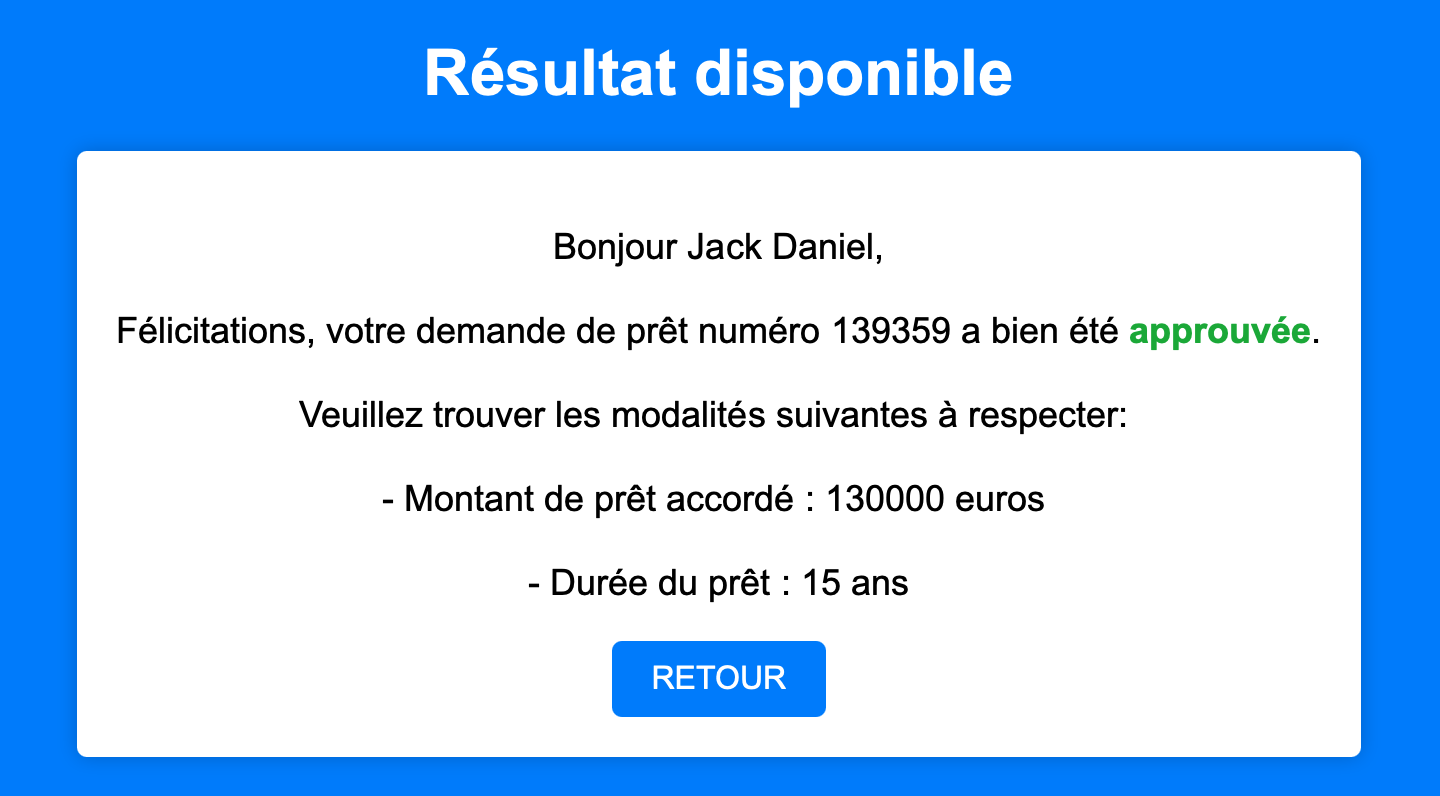 Résultat disponible
Bonjour Jack Daniel,
Félicitations, votre demande de prêt numéro 139359 a bien été approuvée.
Veuillez trouver les modalités suivantes à respecter:
- Montant de prêt accordé : 130000 euros
- Durée du prêt : 15 ans
RETOUR